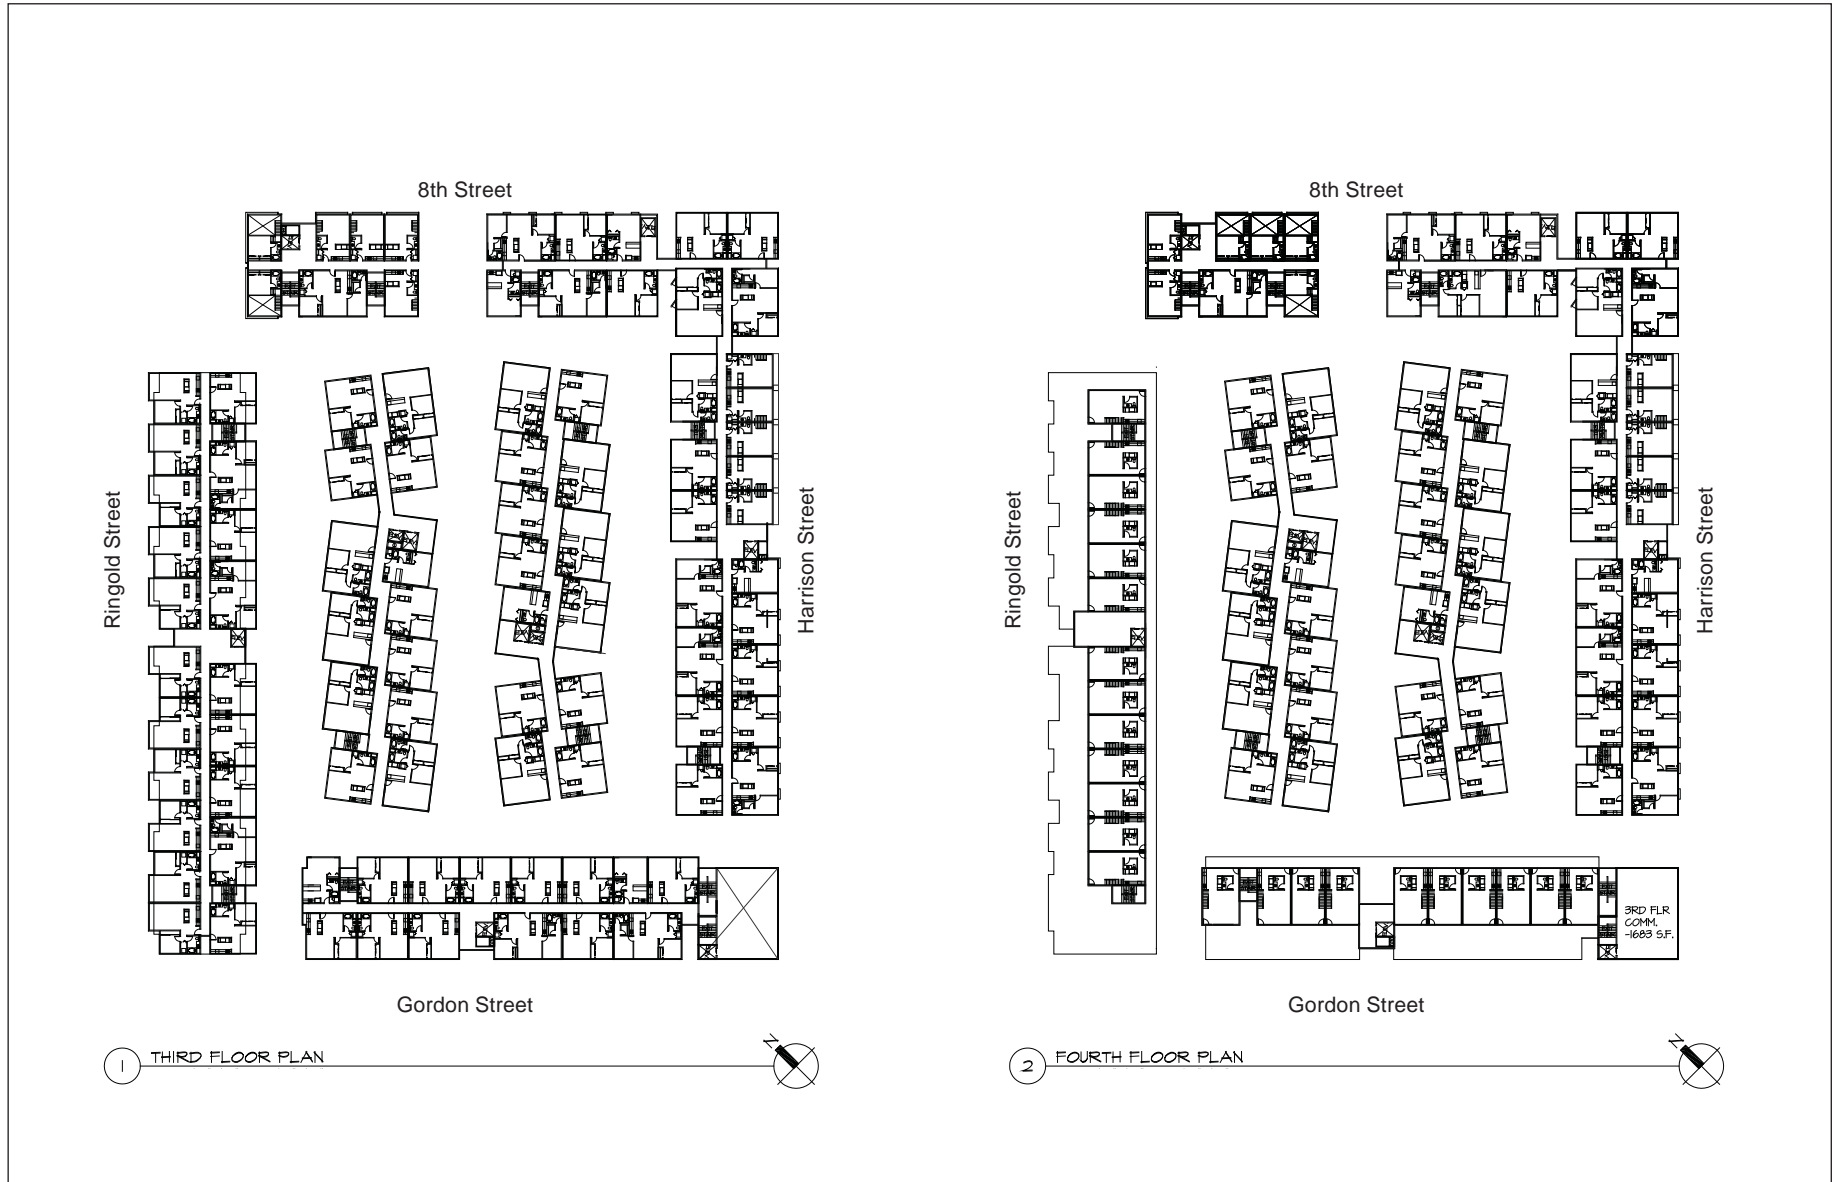 8th Street
8th Street
Ringold Street
Harrison Street
Ringold Street
Harrison Street
3RD FLR
COMM.
-1683 S.F.
Gordon Street
Gordon Street
1 THIRD FLOOR PLAN
N
2 FOURTH FLOOR PLAN
N